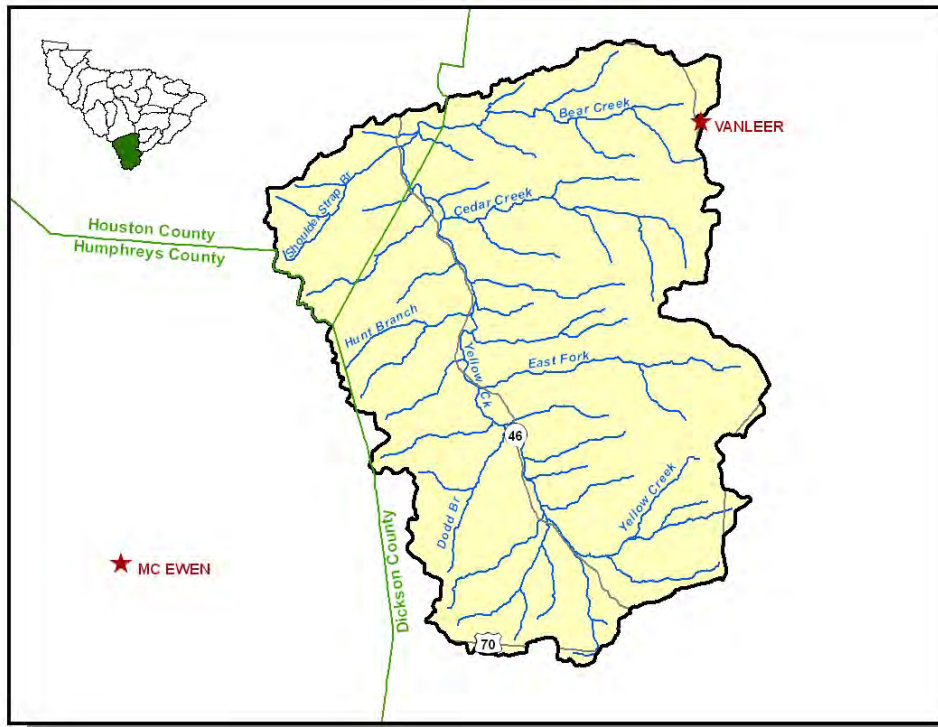 Bear Creek
VANLEER
Shoulder Strap Br
Cedar Creek
Houston County
Humphreys County
Hunt Branch
Yellow Ck
East Fork
46
Yellow Creek
Dodd Br
MC EWEN
Dickson County
70